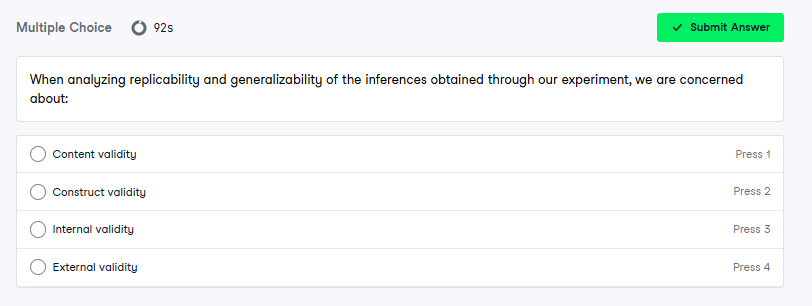 Multiple Choice 92s ✓ Submit Answer
When analyzing replicability and generalizability of the inferences obtained through our experiment, we are concerned
about:
Content validity Press 1
Construct validity Press 2
Internal validity Press 3
External validity Press 4